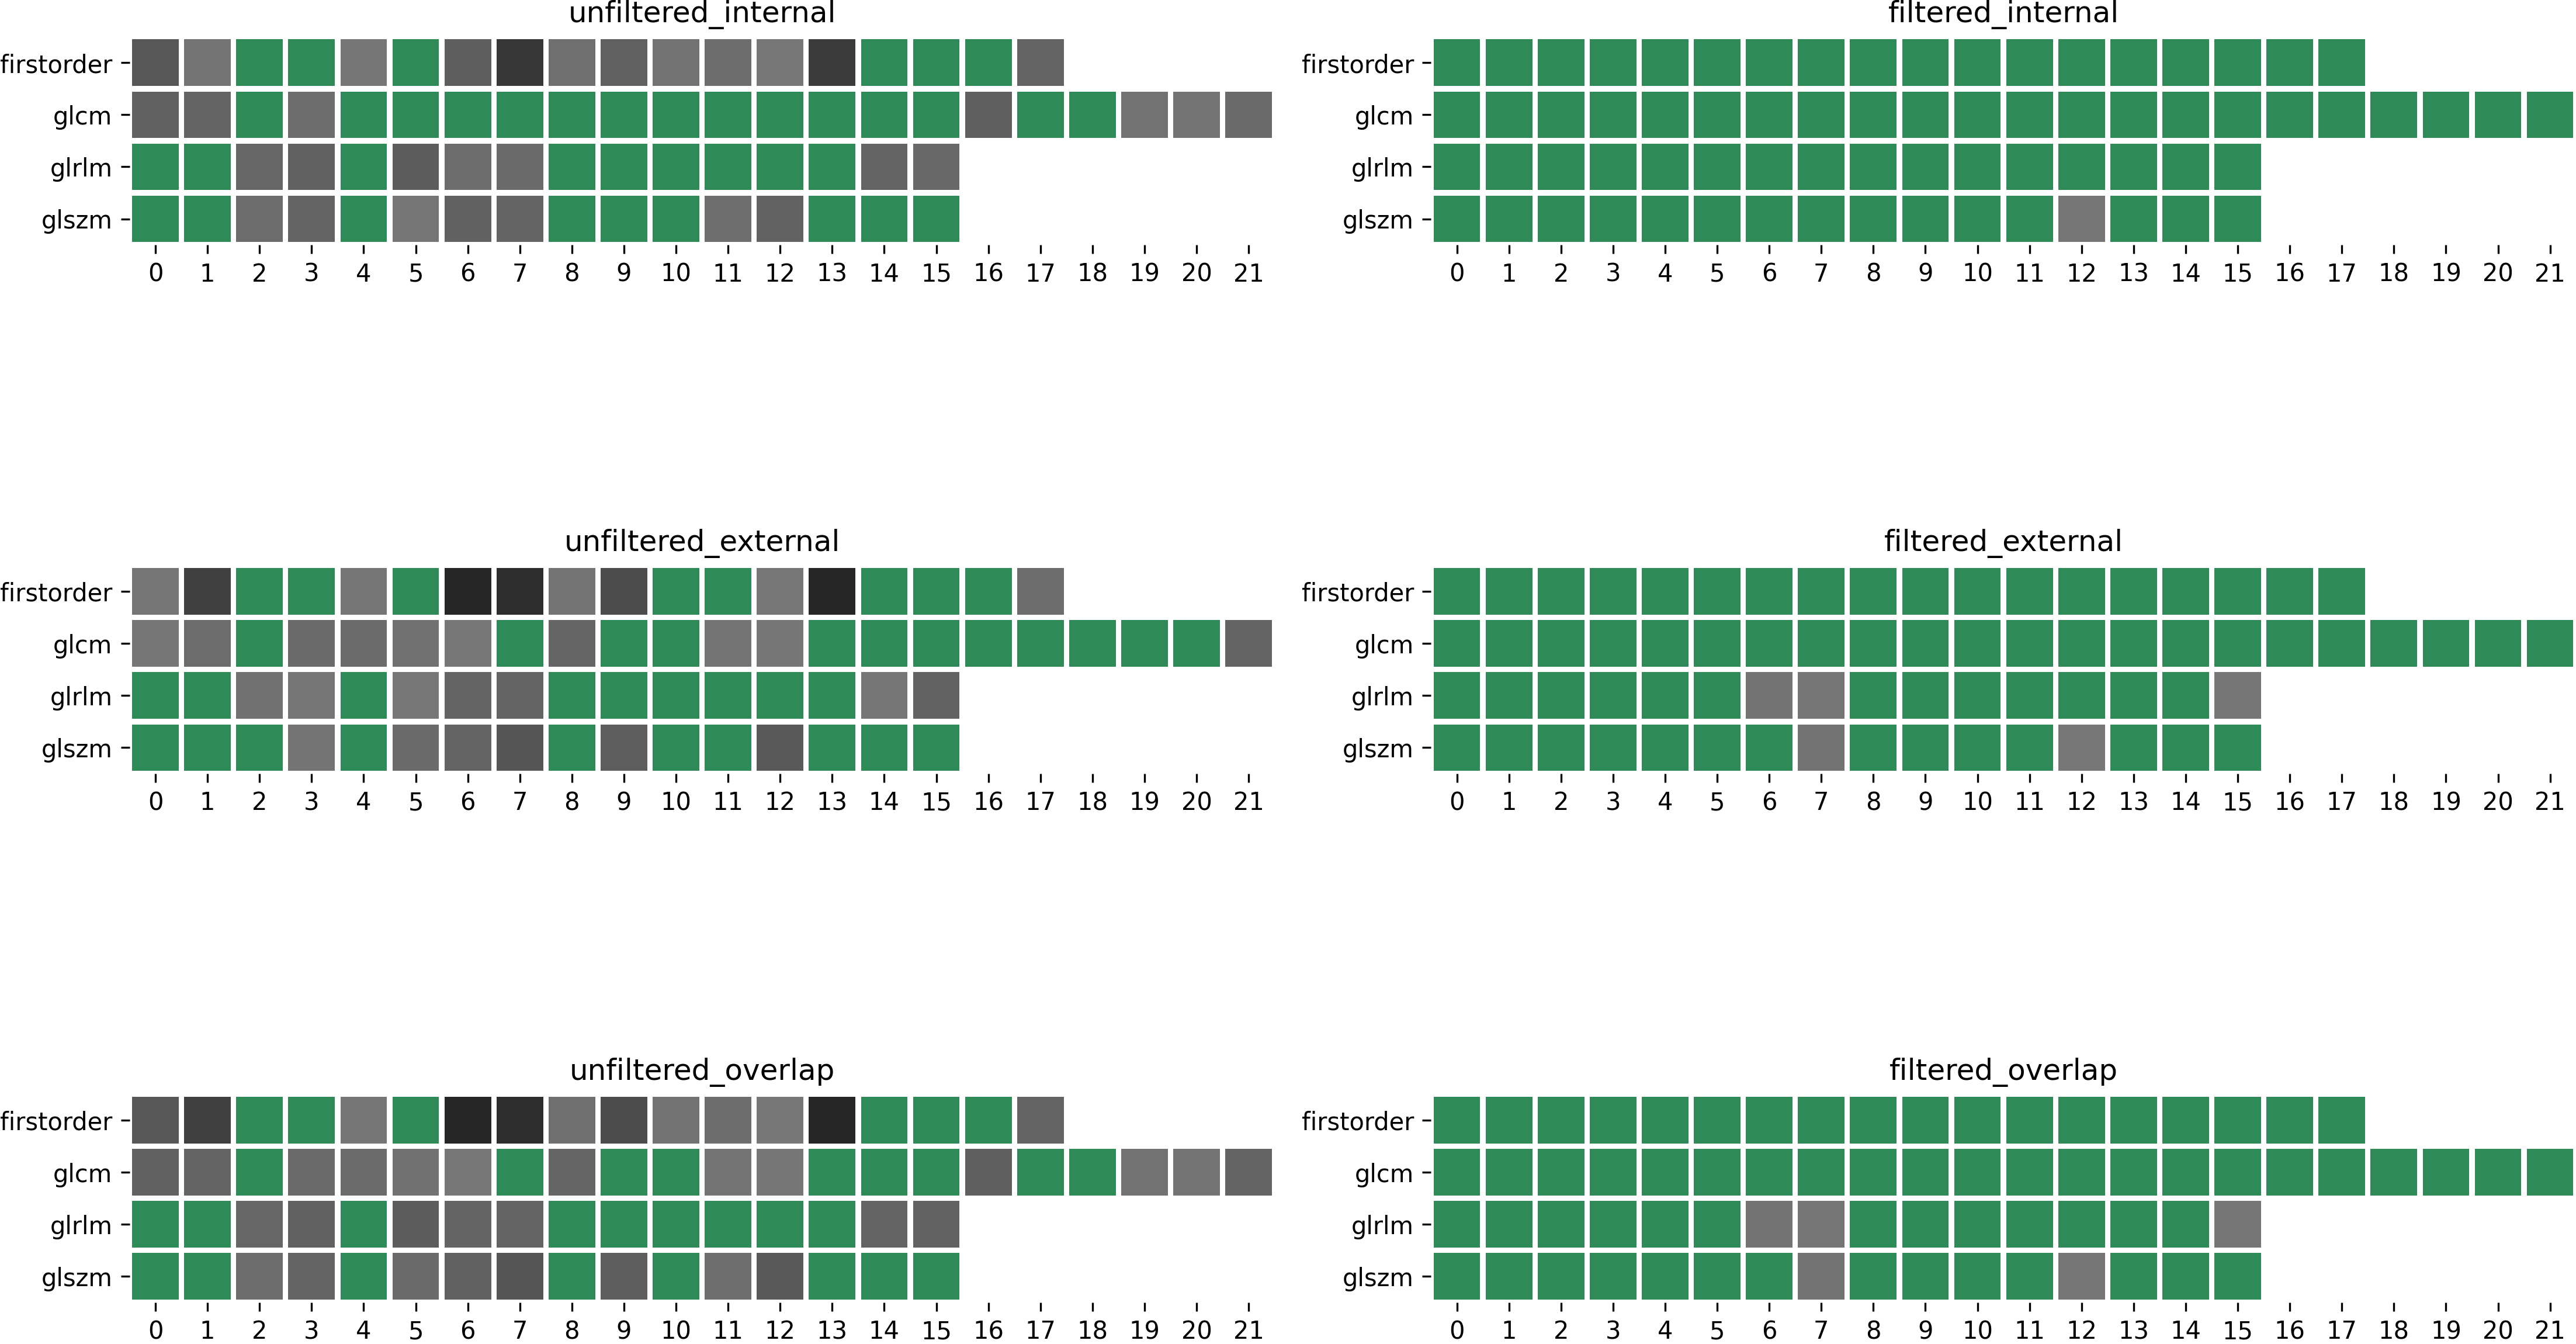 unfiltered_internal
firstorder
glcm
glrlm
glszm
0 1 2 3 4 5 6 7 8 9 10 11 12 13 14 15 16 17 18 19 20 21
filtered_internal
firstorder
glcm
glrlm
glszm
0 1 2 3 4 5 6 7 8 9 10 11 12 13 14 15 16 17 18 19 20 21
unfiltered_external
firstorder
glcm
glrlm
glszm
0 1 2 3 4 5 6 7 8 9 10 11 12 13 14 15 16 17 18 19 20 21
filtered_external
firstorder
glcm
glrlm
glszm
0 1 2 3 4 5 6 7 8 9 10 11 12 13 14 15 16 17 18 19 20 21
unfiltered_overlap
firstorder
glcm
glrlm
glszm
0 1 2 3 4 5 6 7 8 9 10 11 12 13 14 15 16 17 18 19 20 21
filtered_overlap
firstorder
glcm
glrlm
glszm
0 1 2 3 4 5 6 7 8 9 10 11 12 13 14 15 16 17 18 19 20 21